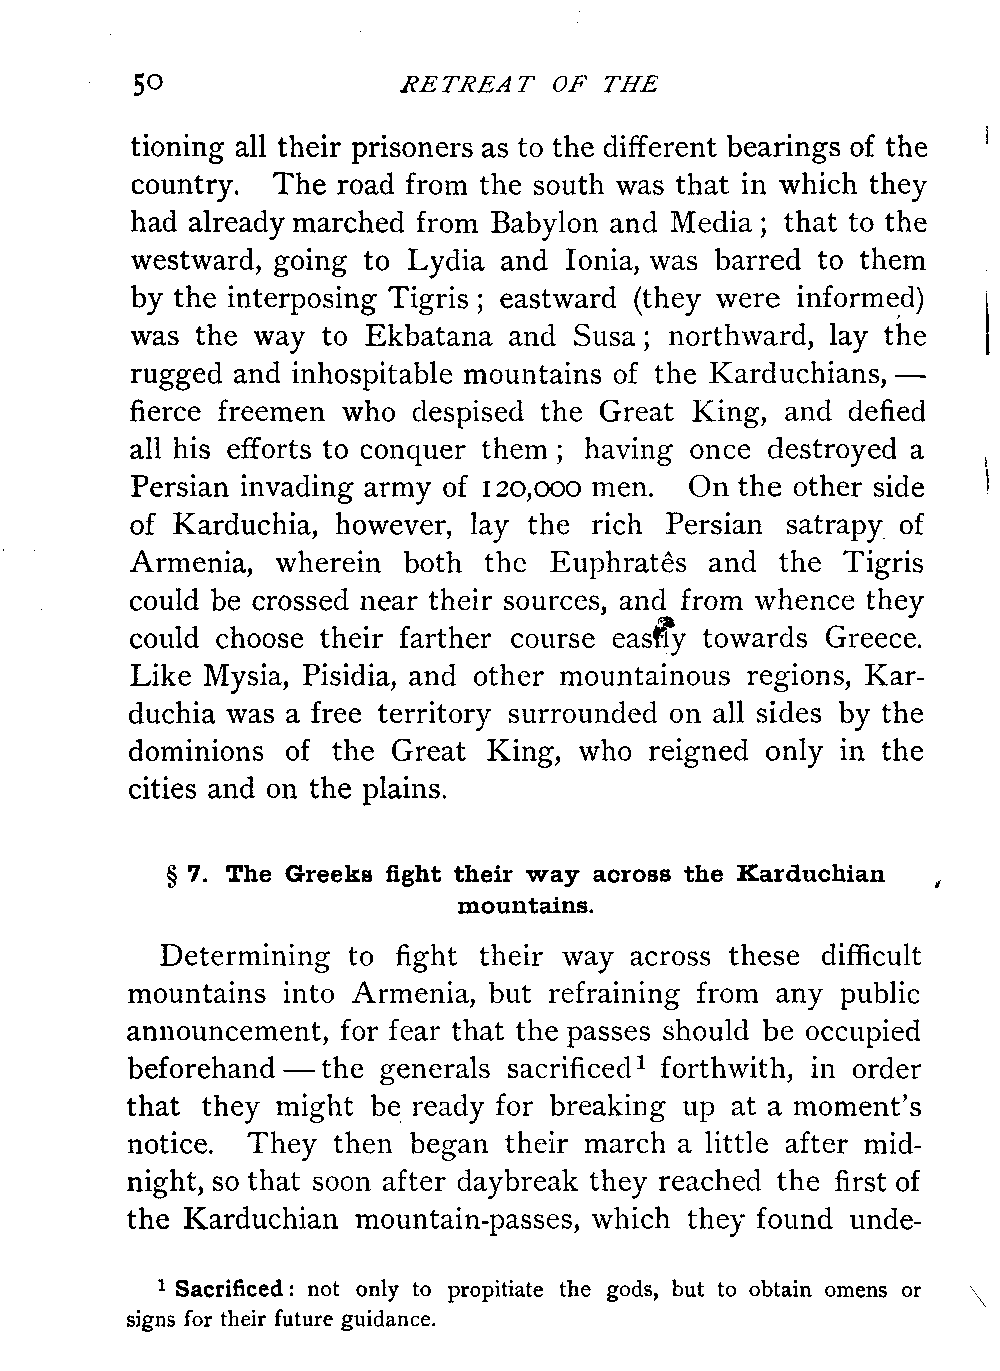 50 RETREAT OF THE
tioning all their prisoners as to the different bearings of the
country. The road from the south was that in which they
had already marched from Babylon and Media; that to the
westward, going to Lydia and Ionia, was barred to them
by the interposing Tigris; eastward (they were informed)
was the way to Ekbatana and Susa; northward, lay the
rugged and inhospitable mountains of the Karduchians, —
fierce freemen who despised the Great King, and defied
all his efforts to conquer them; having once destroyed a
Persian invading army of 120,000 men. On the other side
of Karduchia, however, lay the rich Persian satrapy of
Armenia, wherein both the Euphratês and the Tigris
could be crossed near their sources, and from whence they
could choose their farther course easily towards Greece.
Like Mysia, Pisidia, and other mountainous regions, Kar-
duchia was a free territory surrounded on all sides by the
dominions of the Great King, who reigned only in the
cities and on the plains.
§ 7. The Greeks fight their way across the Karduchian
mountains.
Determining to fight their way across these difficult
mountains into Armenia, but refraining from any public
announcement, for fear that the passes should be occupied
beforehand — the generals sacrificed¹ forthwith, in order
that they might be ready for breaking up at a moment's
notice. They then began their march a little after mid-
night, so that soon after daybreak they reached the first of
the Karduchian mountain-passes, which they found unde-
¹ Sacrificed: not only to propitiate the gods, but to obtain omens or
signs for their future guidance.